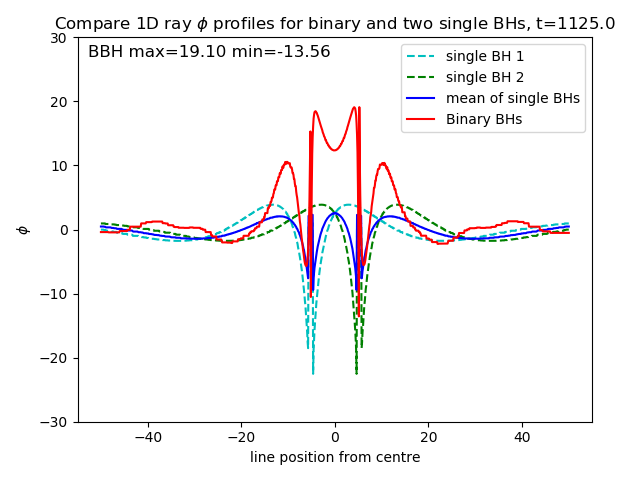 Compare 1D ray ϕ profiles for binary and two single BHs, t=1125.0
BBH max=19.10 min=-13.56
single BH 1
single BH 2
mean of single BHs
Binary BHs
30
20
10
0
−10
−20
−30
ϕ
−40
−20
0
20
40
line position from centre